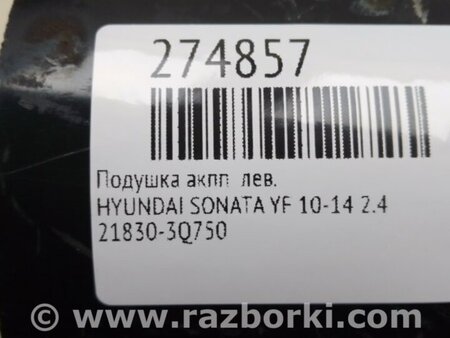 274857
Подушка акпп лев.
HYUNDAI SONATA YF 10-14 2.4
21830-3Q750
© www.razborki.com